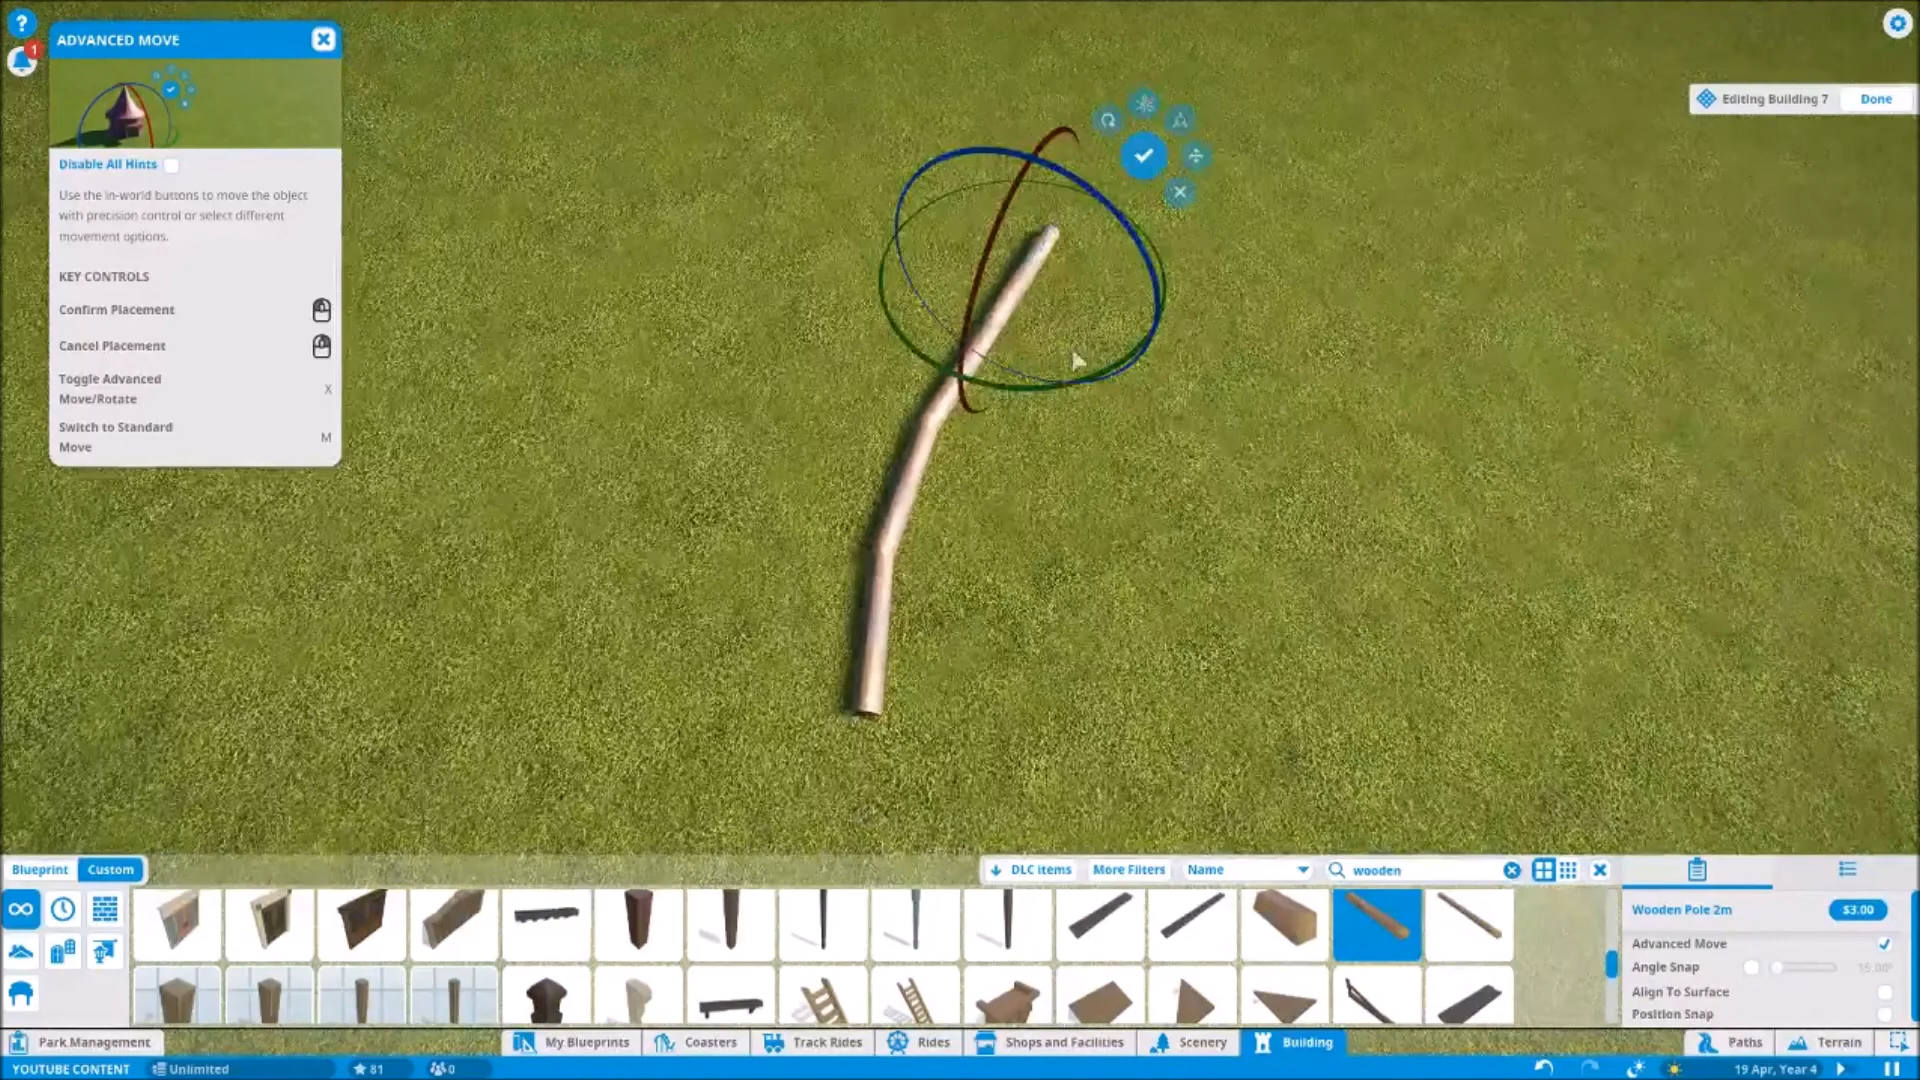 ?
1
ADVANCED MOVE
Disable All Hints
Use the in-world buttons to move the object
with precision control or select different
movement options.
KEY CONTROLS
Confirm Placement
Cancel Placement
Toggle Advanced
Move/Rotate
X
Switch to Standard
Move
M
Editing Building 7
Done
Blueprint
Custom
DLC items
More Filters
Name
wooden
Wooden Pole 2m
$3.00
Advanced Move
Angle Snap
15.00°
Align To Surface
Position Snap
Park Management
My Blueprints
Coasters
Track Rides
Rides
Shops and Facilities
Scenery
Building
Paths
Terrain
YOUTUBE CONTENT
Unlimited
81
0
19 Apr, Year 4